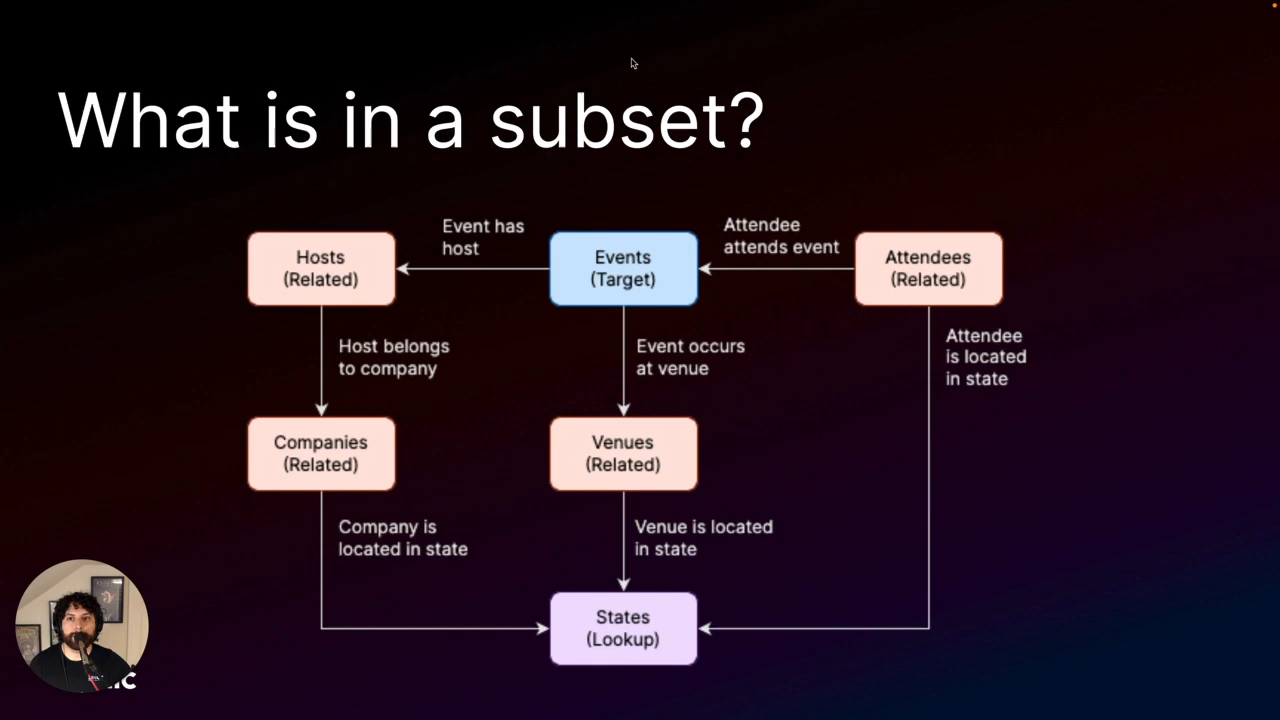 What is in a subset?
Event has
host
Attendee
attends event
Hosts
(Related)
Events
(Target)
Attendees
(Related)
Host belongs
to company
Event occurs
at venue
Attendee
is located
in state
Companies
(Related)
Venues
(Related)
Company is
located in state
Venue is located
in state
States
(Lookup)